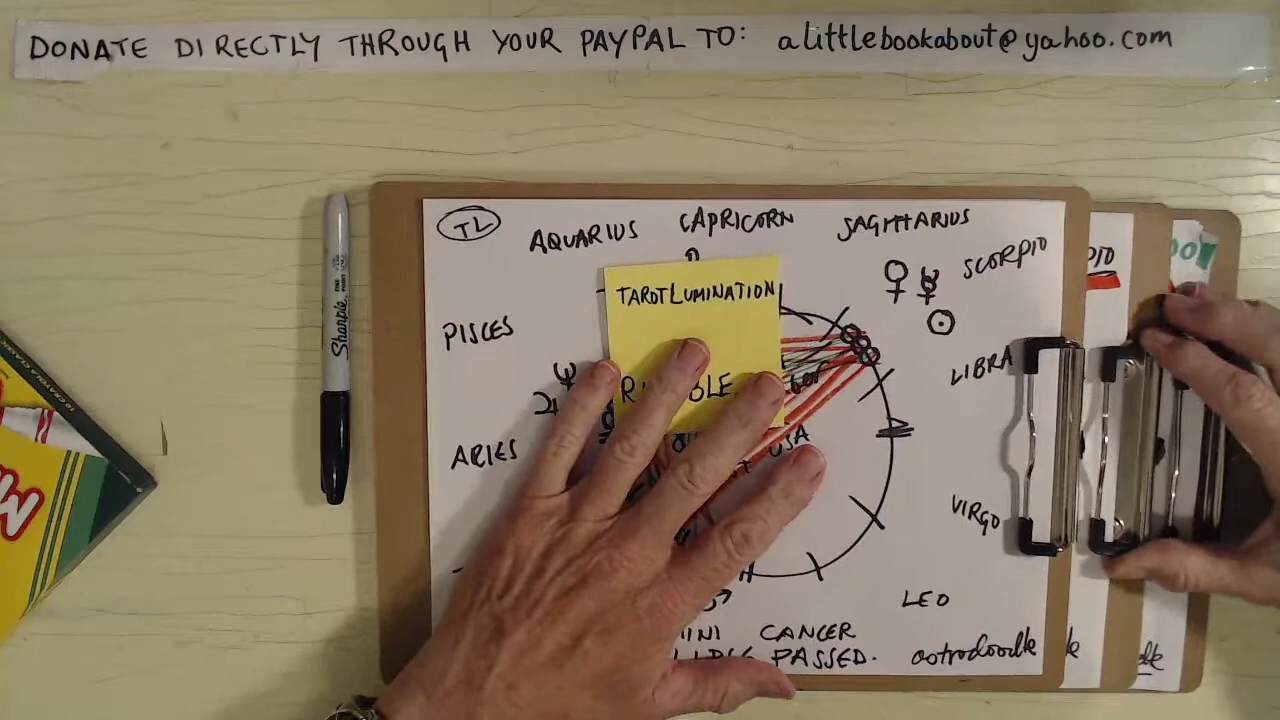 DONATE DIRECTLY THROUGH YOUR PAYPAL TO: alittlebookabout@yahoo.com
TL
AQUARIUS
CAPRICORN
SAGITTARIUS
SCORPIO
PISCES
TAROTLUMINATION
LIBRA
ARIES
USA
VIRGO
LEO
CANCER
PASSED.
astrodoodle
Sharpie